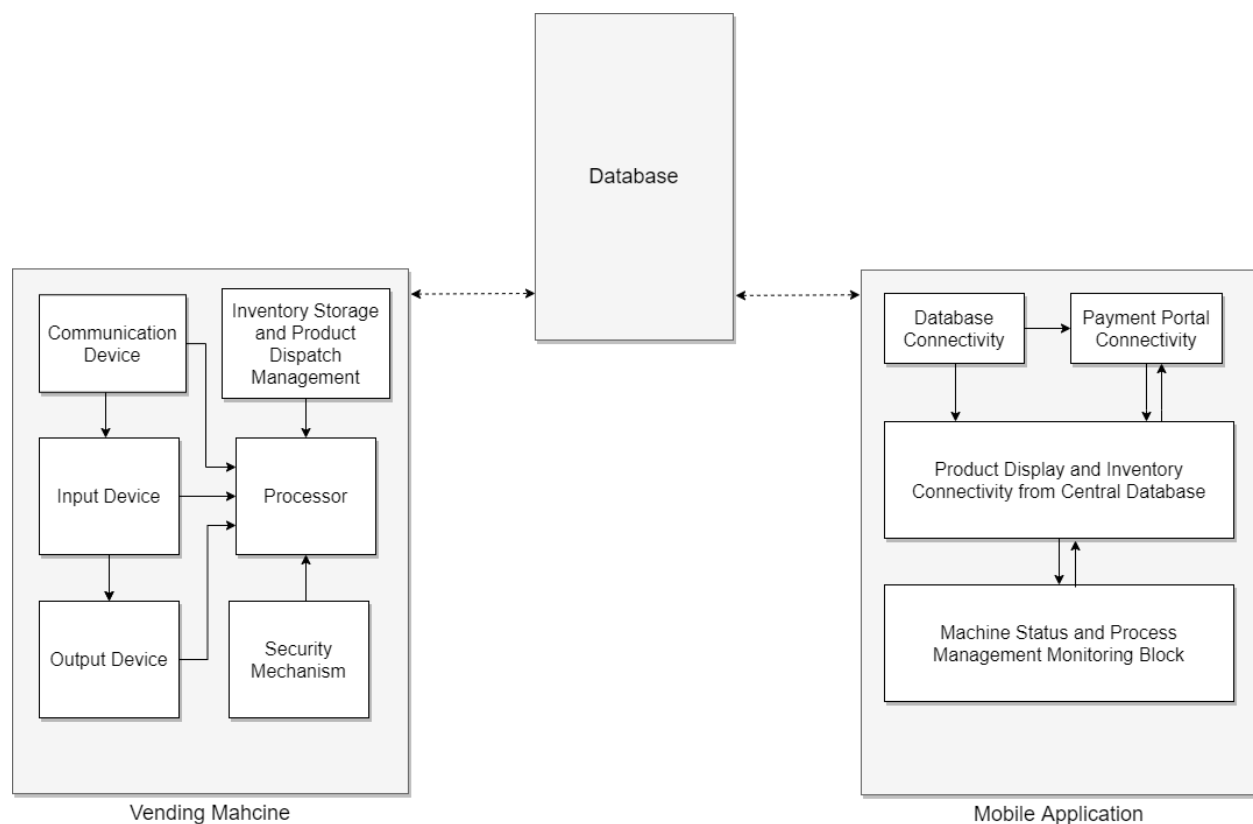 Database
Communication
Device
Inventory Storage
and Product
Dispatch
Management
Input Device
Processor
Output Device
Security
Mechanism
Vending Mahcine
Database
Connectivity
Payment Portal
Connectivity
Product Display and Inventory
Connectivity from Central Database
Machine Status and Process
Management Monitoring Block
Mobile Application